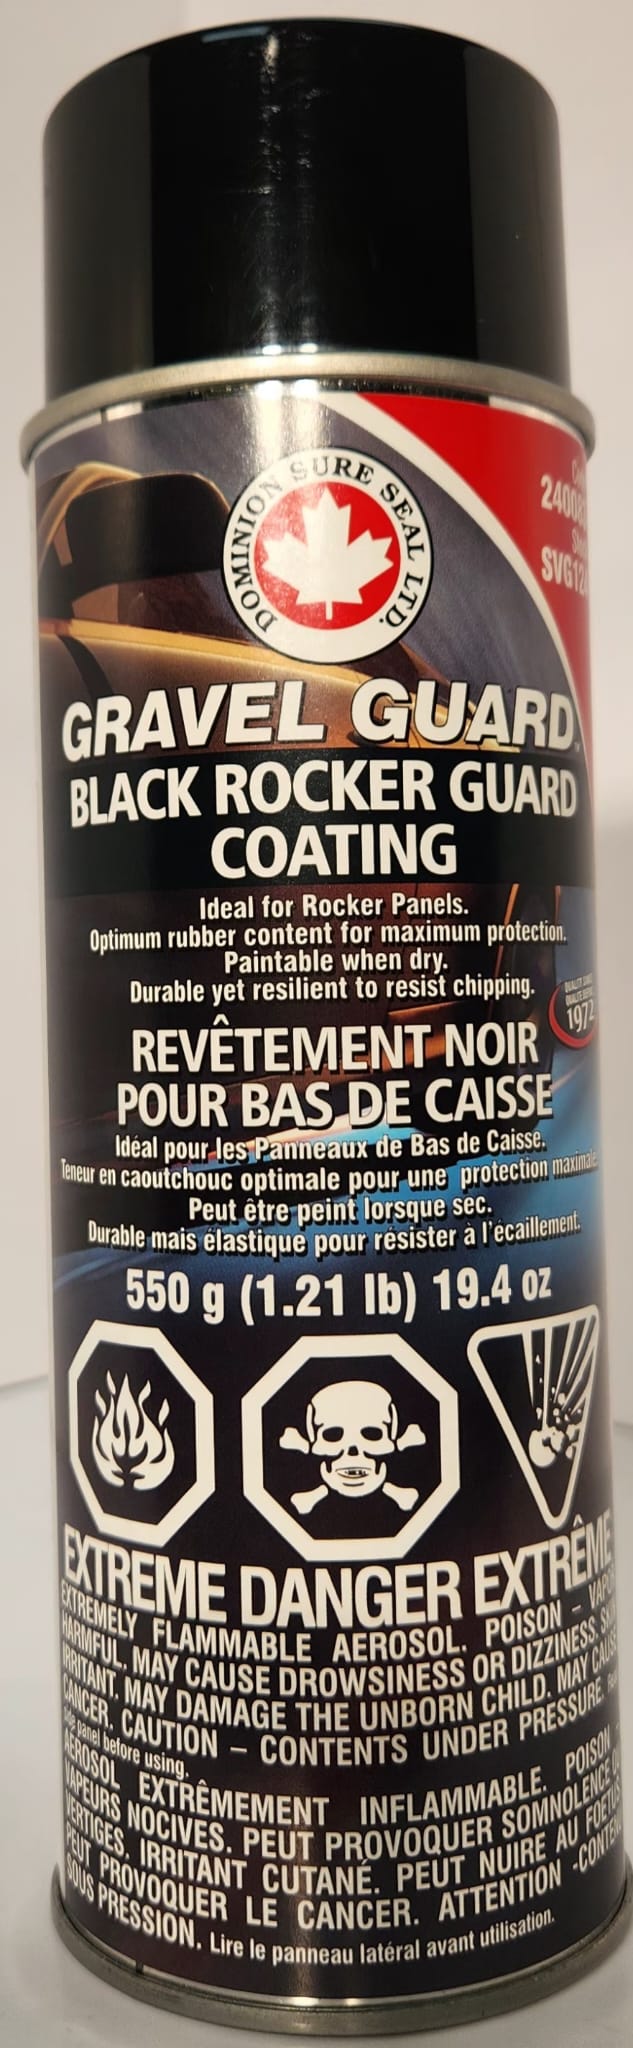 DOMINION SURE SEAL LTD.
SVG12
GRAVEL GUARD
BLACK ROCKER GUARD
COATING
Ideal for Rocker Panels.
Optimum rubber content for maximum protection.
Paintable when dry.
Durable yet resilient to resist chipping.
1972
REVÊTEMENT NOIR
POUR BAS DE CAISSE
Idéal pour les Panneaux de Bas de Caisse.
Teneur en caoutchouc optimale pour une protection maximale
Peut être peint lorsque sec.
Durable mais élastique pour résister à l'écaillement.
550 g (1.21 lb) 19.4 oz
EXTREME DANGER EXTRÊME
EXTREMELY FLAMMABLE AEROSOL. POISON – VAPO
HARMFUL. MAY CAUSE DROWSINESS OR DIZZINESS. SK
IRRITANT. MAY DAMAGE THE UNBORN CHILD. MAY CAUSE
CANCER. CAUTION – CONTENTS UNDER PRESSURE.
panel before using.
AEROSOL EXTRÊMEMENT INFLAMMABLE. POISON –
VAPEURS NOCIVES. PEUT PROVOQUER SOMNOLENCE
VERTIGES. IRRITANT CUTANÉ. PEUT NUIRE AU FOETUS
PEUT PROVOQUER LE CANCER. ATTENTION -CONTEN
SOUS PRESSION. Lire le panneau latéral avant utilisation.